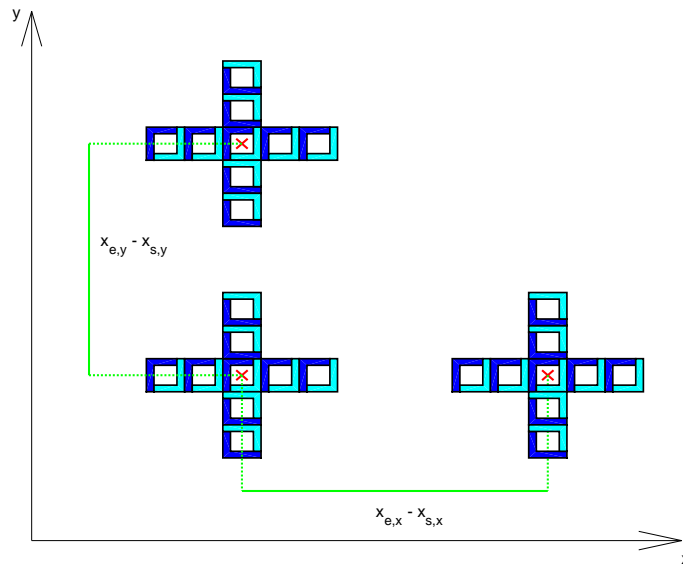 y
x_{e,y} - x_{s,y}
x_{e,x} - x_{s,x}